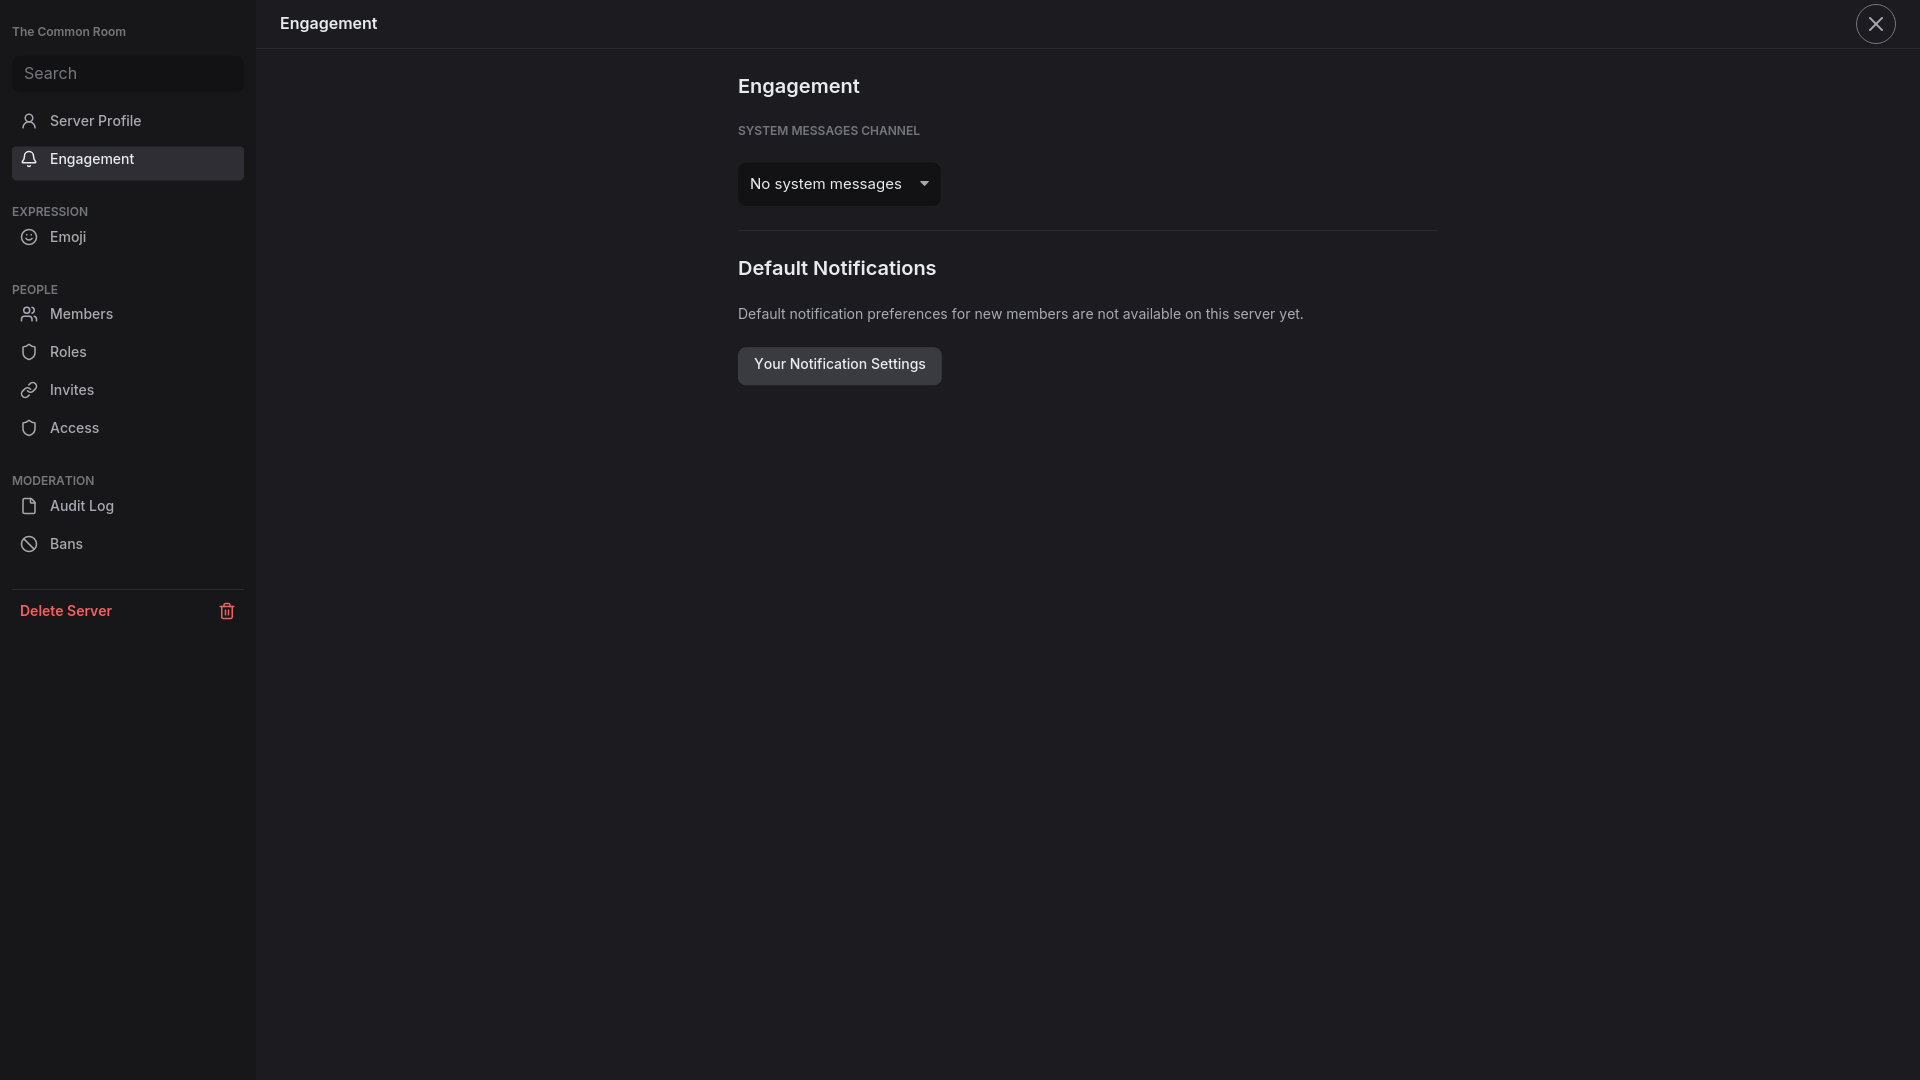 The Common Room
Search
Server Profile
Engagement
EXPRESSION
Emoji
PEOPLE
Members
Roles
Invites
Access
MODERATION
Audit Log
Bans
Delete Server
Engagement
Engagement
SYSTEM MESSAGES CHANNEL
No system messages
Default Notifications
Default notification preferences for new members are not available on this server yet.
Your Notification Settings